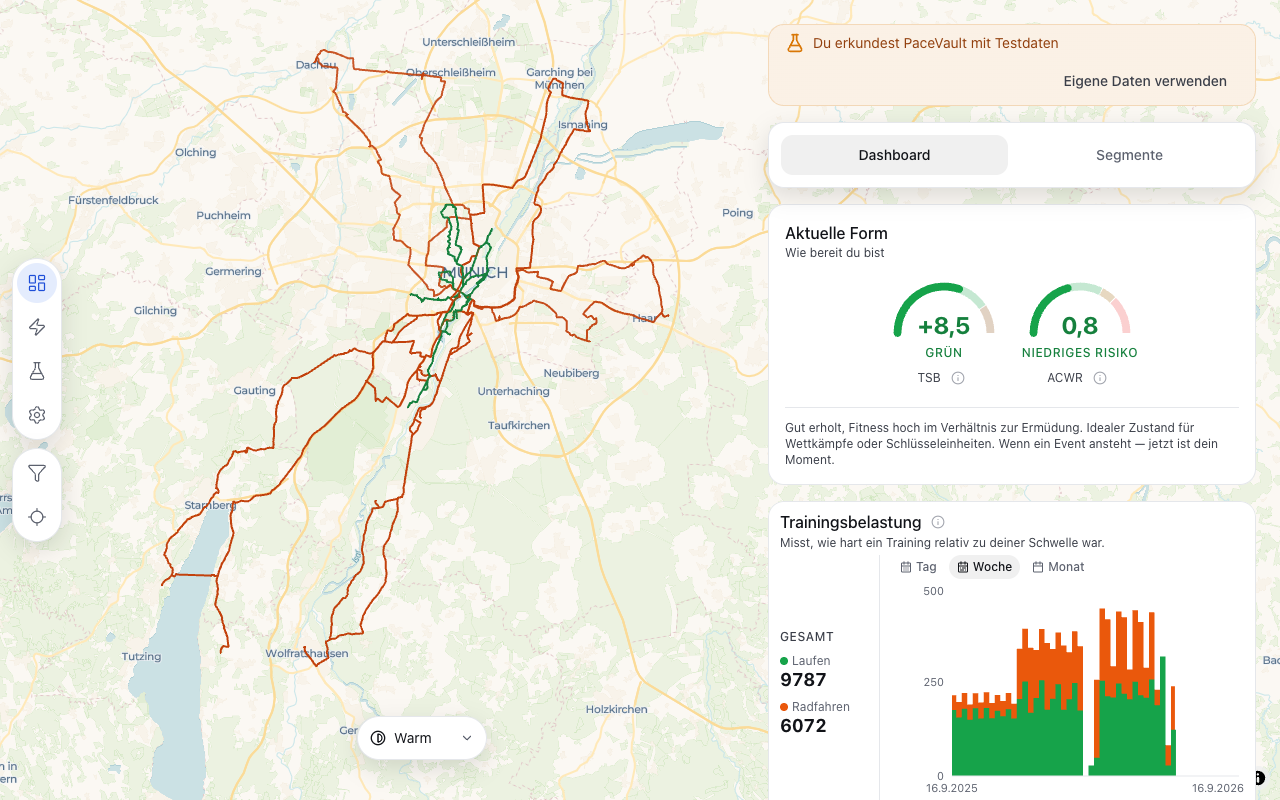 Unterschleißheim
Dachau
Oberschleißheim
Garching bei
München
Ismaning
Olching
Fürstenfeldbruck
Puchheim
Poing
MUNICH
Germering
Gilching
Haar
Neubiberg
Gauting
Unterhaching
Taufkirchen
Starnberg
Isar
Tutzing
Wolfratshausen
Holzkirchen
Warm
Du erkundest PaceVault mit Testdaten
Eigene Daten verwenden
Dashboard
Segmente
Aktuelle Form
Wie bereit du bist
+8,5
GRÜN
TSB
0,8
NIEDRIGES RISIKO
ACWR
Gut erholt, Fitness hoch im Verhältnis zur Ermüdung. Idealer Zustand für
Wettkämpfe oder Schlüsseleinheiten. Wenn ein Event ansteht — jetzt ist dein
Moment.
Trainingsbelastung
Misst, wie hart ein Training relativ zu deiner Schwelle war.
Tag
Woche
Monat
GESAMT
Laufen
9787
Radfahren
6072
500
250
0
16.9.2025
16.9.2026